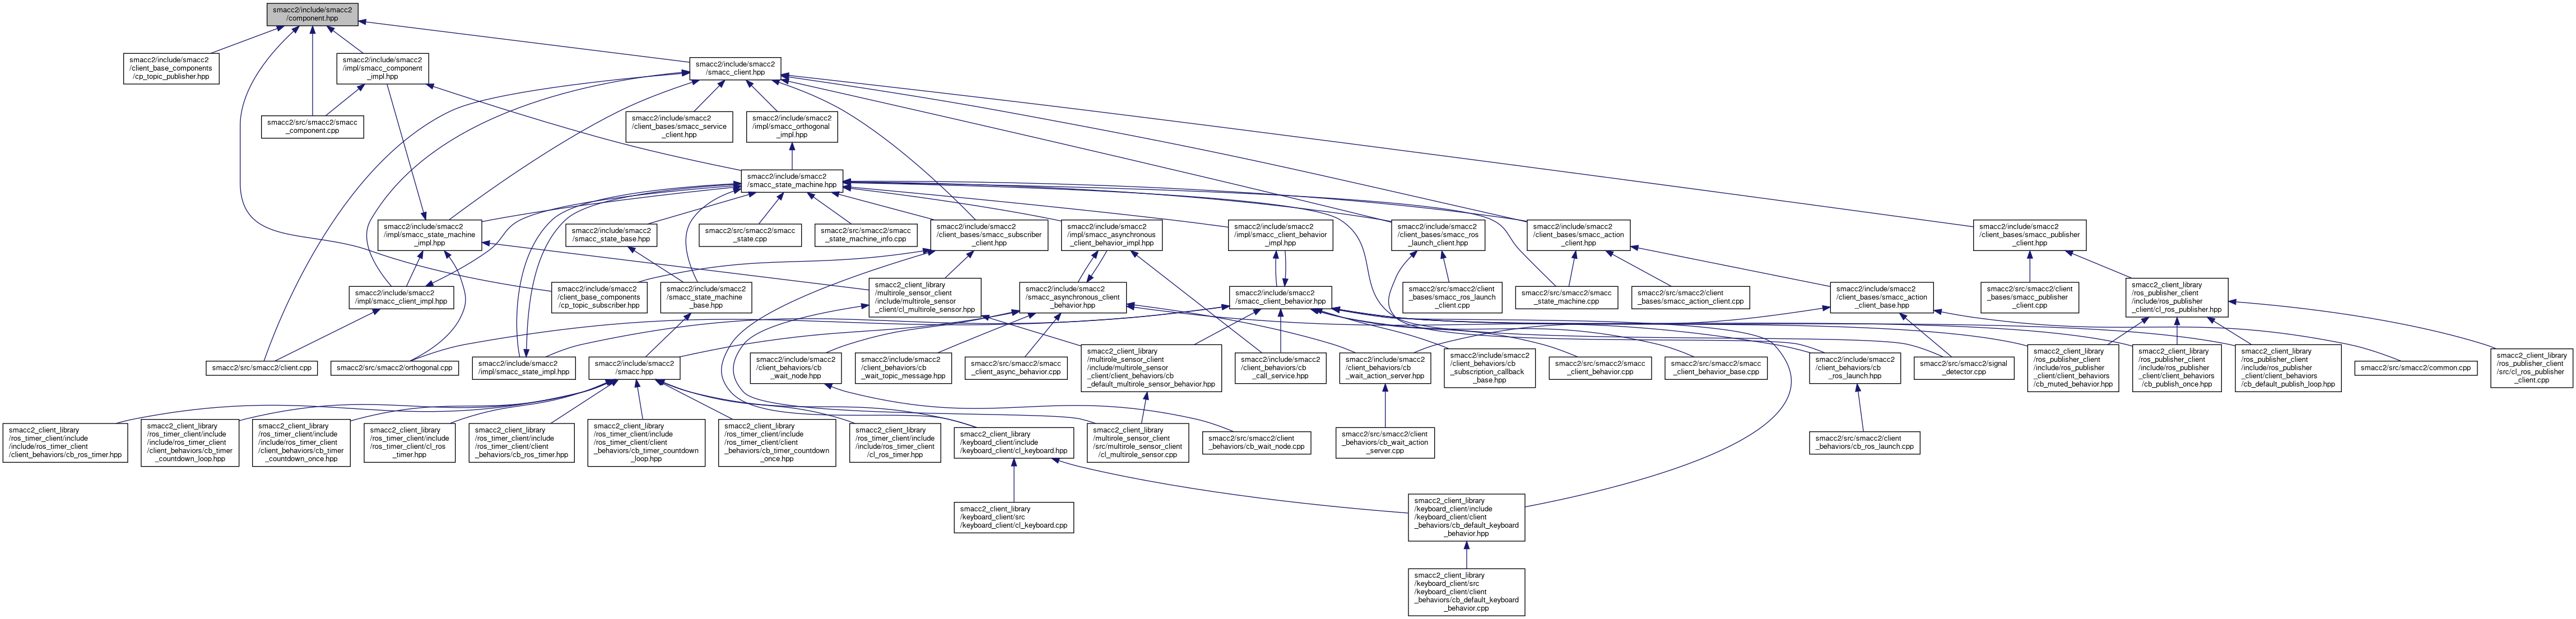 smacc2/include/smacc2
/component.hpp
smacc2/include/smacc2
/client_base_components
/cp_topic_publisher.hpp
smacc2/include/smacc2
/impl/smacc_component
_impl.hpp
smacc2/include/smacc2
/smacc_client.hpp
smacc2/src/smacc2/smacc
_component.cpp
smacc2/include/smacc2
/client_bases/smacc_service
_client.hpp
smacc2/include/smacc2
/impl/smacc_orthogonal
_impl.hpp
smacc2/include/smacc2
/smacc_state_machine.hpp
smacc2/include/smacc2
/impl/smacc_state_machine
_impl.hpp
smacc2/include/smacc2
/smacc_state_base.hpp
smacc2/src/smacc2/smacc
_state.cpp
smacc2/src/smacc2/smacc
_state_machine_info.cpp
smacc2/include/smacc2
/client_bases/smacc_subscriber
_client.hpp
smacc2/include/smacc2
/impl/smacc_asynchronous
_client_behavior_impl.hpp
smacc2/include/smacc2
/impl/smacc_client_behavior
_impl.hpp
smacc2/include/smacc2
/client_bases/smacc_ros
_launch_client.hpp
smacc2/include/smacc2
/client_bases/smacc_action
_client.hpp
smacc2/include/smacc2
/client_bases/smacc_publisher
_client.hpp
smacc2/include/smacc2
/impl/smacc_client_impl.hpp
smacc2/include/smacc2
/client_base_components
/cp_topic_subscriber.hpp
smacc2/include/smacc2
/smacc_state_machine
_base.hpp
smacc2_client_library
/multirole_sensor_client
/include/multirole_sensor
_client/cl_multirole_sensor.hpp
smacc2/include/smacc2
/smacc_asynchronous_client
_behavior.hpp
smacc2/include/smacc2
/smacc_client_behavior.hpp
smacc2/src/smacc2/client
_bases/smacc_ros_launch
_client.cpp
smacc2/src/smacc2/smacc
_state_machine.cpp
smacc2/src/smacc2/client
_bases/smacc_action_client.cpp
smacc2/include/smacc2
/client_bases/smacc_action
_client_base.hpp
smacc2/src/smacc2/client
_bases/smacc_publisher
_client.cpp
smacc2_client_library
/ros_publisher_client
/include/ros_publisher
_client/cl_ros_publisher.hpp
smacc2/src/smacc2/client.cpp
smacc2/src/smacc2/orthogonal.cpp
smacc2/include/smacc2
/impl/smacc_state_impl.hpp
smacc2/include/smacc2
/smacc.hpp
smacc2/include/smacc2
/client_behaviors/cb
_wait_node.hpp
smacc2/include/smacc2
/client_behaviors/cb
_wait_topic_message.hpp
smacc2/src/smacc2/smacc
_client_async_behavior.cpp
smacc2_client_library
/multirole_sensor_client
/include/multirole_sensor
_client/client_behaviors/cb
_default_multirole_sensor_behavior.hpp
smacc2/include/smacc2
/client_behaviors/cb
_call_service.hpp
smacc2/include/smacc2
/client_behaviors/cb
_wait_action_server.hpp
smacc2/include/smacc2
/client_behaviors/cb
_subscription_callback
_base.hpp
smacc2/src/smacc2/smacc
_client_behavior.cpp
smacc2/src/smacc2/smacc
_client_behavior_base.cpp
smacc2/include/smacc2
/client_behaviors/cb
_ros_launch.hpp
smacc2/src/smacc2/signal
_detector.cpp
smacc2_client_library
/ros_publisher_client
/include/ros_publisher
_client/client_behaviors
/cb_muted_behavior.hpp
smacc2_client_library
/ros_publisher_client
/include/ros_publisher
_client/client_behaviors
/cb_publish_once.hpp
smacc2_client_library
/ros_publisher_client
/include/ros_publisher
_client/client_behaviors
/cb_default_publish_loop.hpp
smacc2/src/smacc2/common.cpp
smacc2_client_library
/ros_publisher_client
/src/cl_ros_publisher
_client.cpp
smacc2_client_library
/ros_timer_client/include
/include/ros_timer_client
/client_behaviors/cb_ros_timer.hpp
smacc2_client_library
/ros_timer_client/include
/include/ros_timer_client
/client_behaviors/cb_timer
_countdown_loop.hpp
smacc2_client_library
/ros_timer_client/include
/include/ros_timer_client
/client_behaviors/cb_timer
_countdown_once.hpp
smacc2_client_library
/ros_timer_client/include
/ros_timer_client/cl_ros
_timer.hpp
smacc2_client_library
/ros_timer_client/include
/ros_timer_client/client
_behaviors/cb_ros_timer.hpp
smacc2_client_library
/ros_timer_client/include
/ros_timer_client/client
_behaviors/cb_timer_countdown
_loop.hpp
smacc2_client_library
/ros_timer_client/include
/ros_timer_client/client
_behaviors/cb_timer_countdown
_once.hpp
smacc2_client_library
/ros_timer_client/include
/include/ros_timer_client
/cl_ros_timer.hpp
smacc2_client_library
/keyboard_client/include
/keyboard_client/cl_keyboard.hpp
smacc2_client_library
/multirole_sensor_client
/src/multirole_sensor_client
/cl_multirole_sensor.cpp
smacc2/src/smacc2/client
_behaviors/cb_wait_node.cpp
smacc2/src/smacc2/client
_behaviors/cb_wait_action
_server.cpp
smacc2/src/smacc2/client
_behaviors/cb_ros_launch.cpp
smacc2_client_library
/keyboard_client/src
/keyboard_client/cl_keyboard.cpp
smacc2_client_library
/keyboard_client/include
/keyboard_client/client
_behaviors/cb_default_keyboard
_behavior.hpp
smacc2_client_library
/keyboard_client/src
/keyboard_client/client
_behaviors/cb_default_keyboard
_behavior.cpp